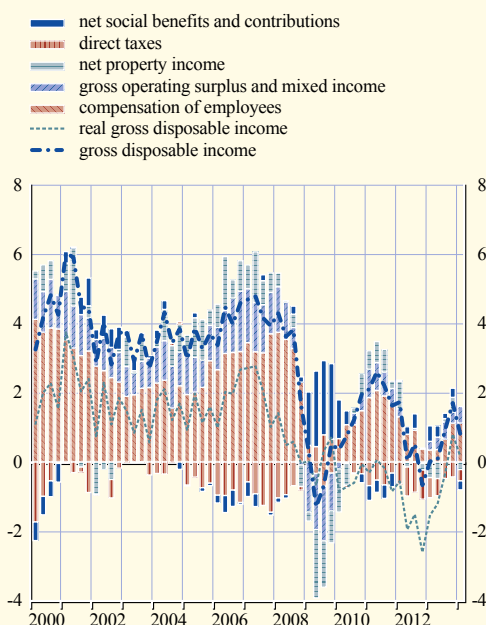 net social benefits and contributions
direct taxes
net property income
gross operating surplus and mixed income
compensation of employees
real gross disposable income
gross disposable income
8 8
6 6
4 4
2 2
0 0
-2 -2
-4 -4
2000 2002 2004 2006 2008 2010 2012